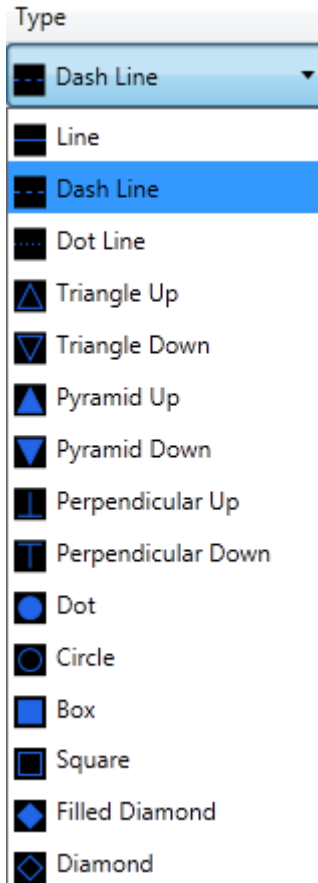 Type
Dash Line
Line
Dash Line
Dot Line
Triangle Up
Triangle Down
Pyramid Up
Pyramid Down
Perpendicular Up
Perpendicular Down
Dot
Circle
Box
Square
Filled Diamond
Diamond